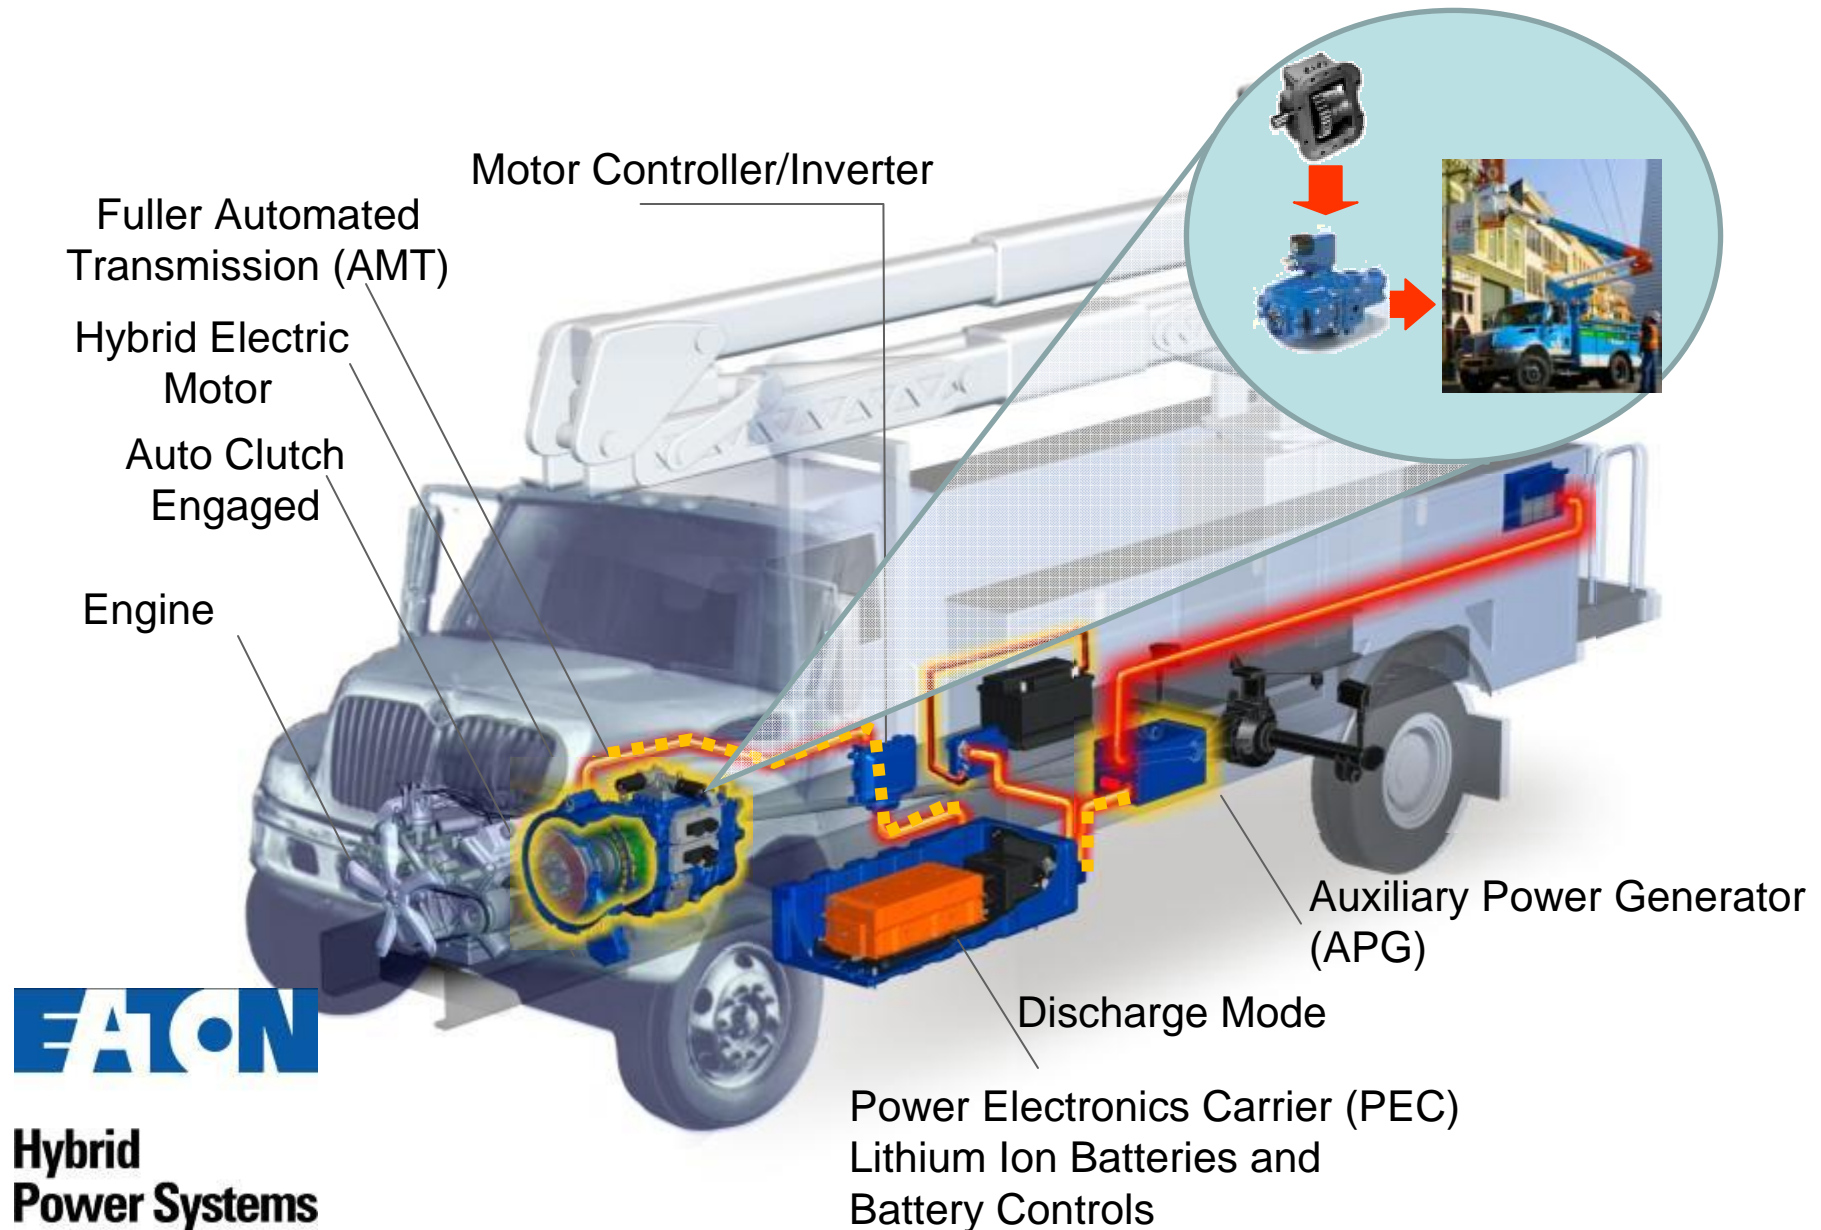 Motor Controller/Inverter
Fuller Automated
Transmission (AMT)
Hybrid Electric
Motor
Auto Clutch
Engaged
Engine
Auxiliary Power Generator
(APG)
Discharge Mode
Power Electronics Carrier (PEC)
Lithium Ion Batteries and
Battery Controls
EATON
Hybrid
Power Systems